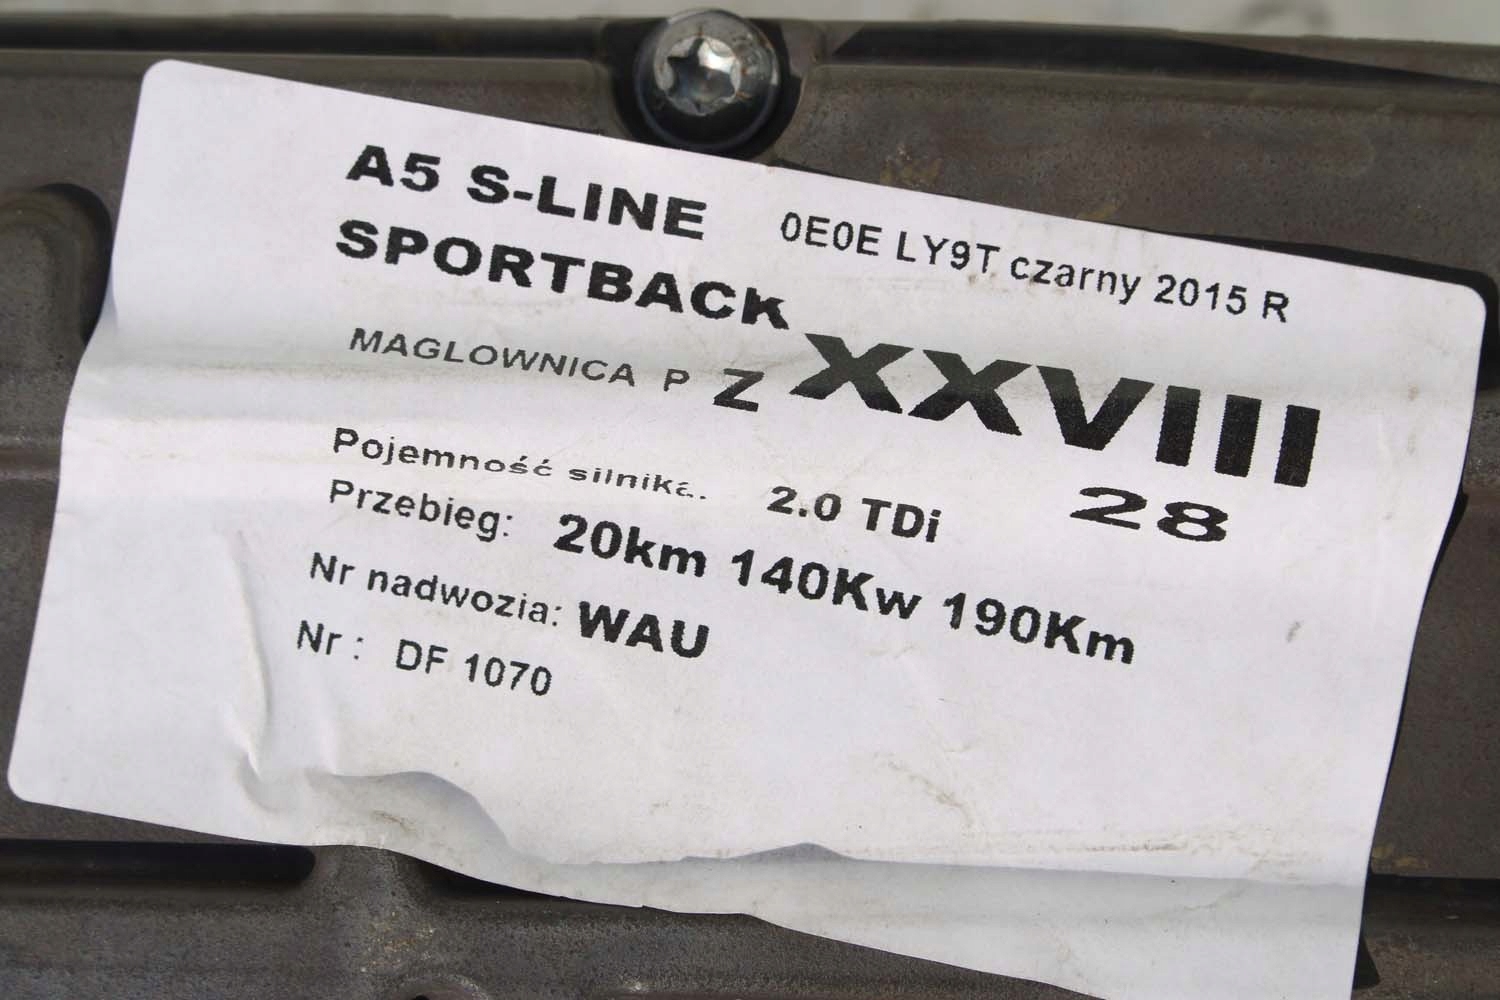 A5 S-LINE 0E0E LY9T czarny 2015 R
SPORTBACK
MAGLOWNICA P Z XXVIII
28
Pojemność silnika.. 2.0 TDi
Przebieg: 20km 140Kw 190Km
Nr nadwozia: WAU
Nr : DF 1070